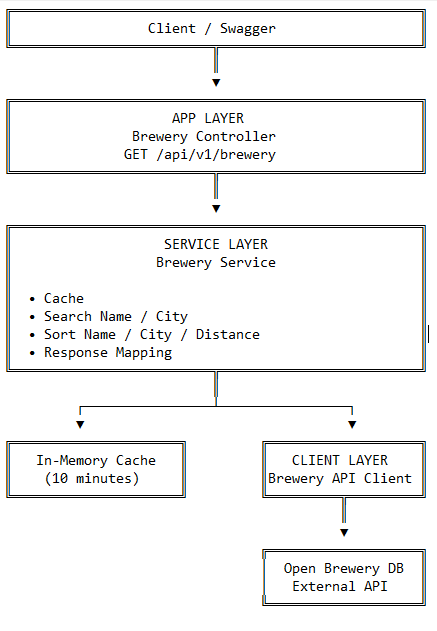 Client / Swagger
APP LAYER
Brewery Controller
GET /api/v1/brewery
SERVICE LAYER
Brewery Service
• Cache
• Search Name / City
• Sort Name / City / Distance
• Response Mapping
In-Memory Cache
(10 minutes)
CLIENT LAYER
Brewery API Client
Open Brewery DB
External API